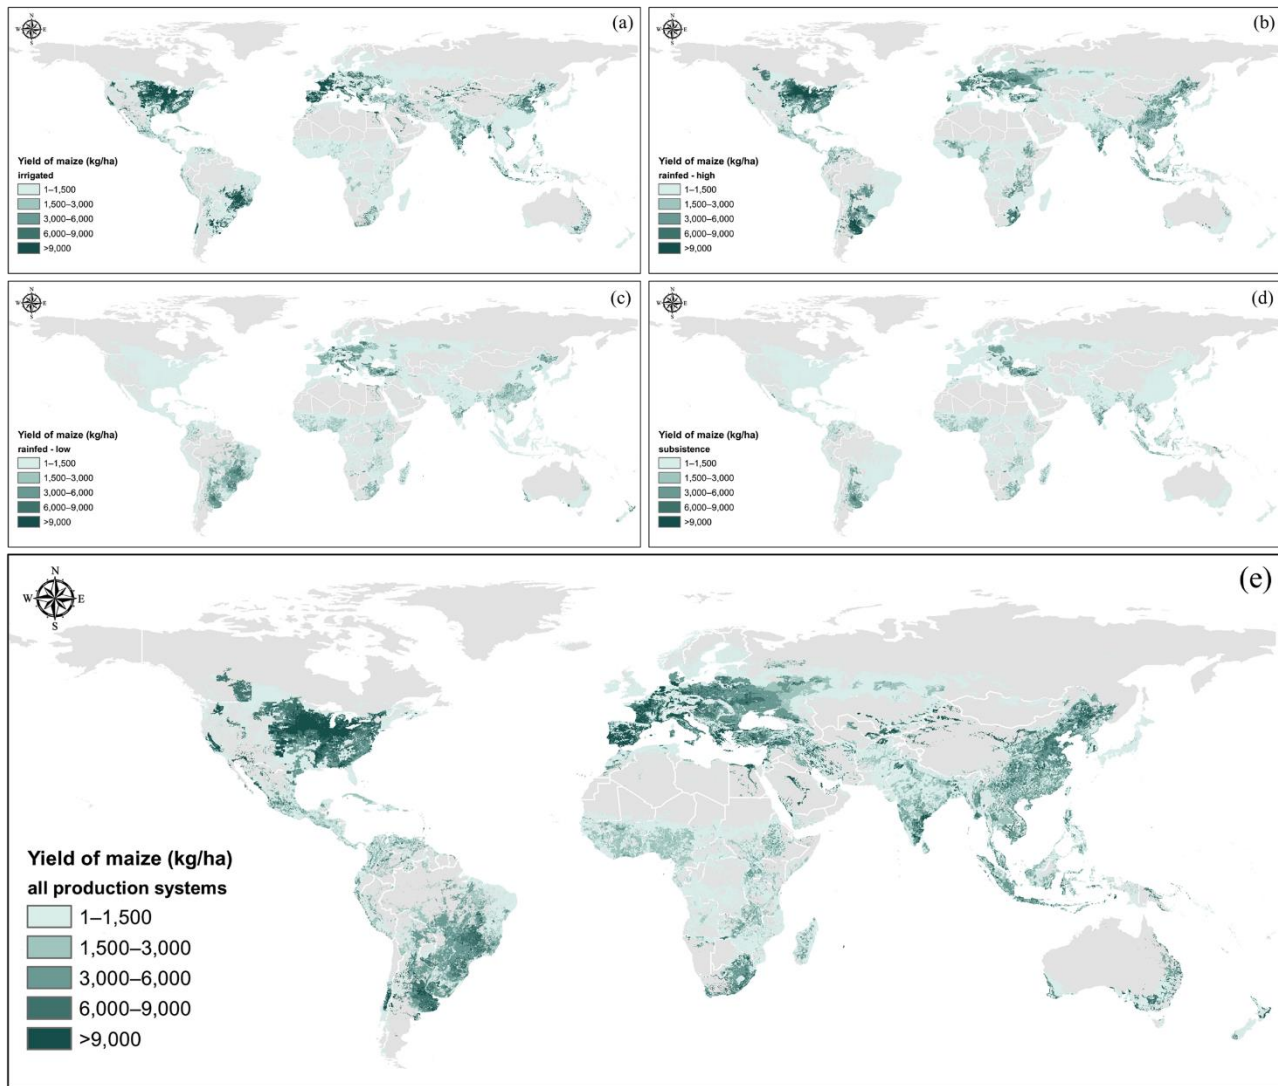 N
W E
S
(a)
Yield of maize (kg/ha)
irrigated
1–1,500
1,500–3,000
3,000–6,000
6,000–9,000
>9,000
N
W E
S
(b)
Yield of maize (kg/ha)
rainfed - high
1–1,500
1,500–3,000
3,000–6,000
6,000–9,000
>9,000
N
W E
S
(c)
Yield of maize (kg/ha)
rainfed - low
1–1,500
1,500–3,000
3,000–6,000
6,000–9,000
>9,000
N
W E
S
(d)
Yield of maize (kg/ha)
subsistence
1–1,500
1,500–3,000
3,000–6,000
6,000–9,000
>9,000
N
W E
S
(e)
Yield of maize (kg/ha)
all production systems
1–1,500
1,500–3,000
3,000–6,000
6,000–9,000
>9,000